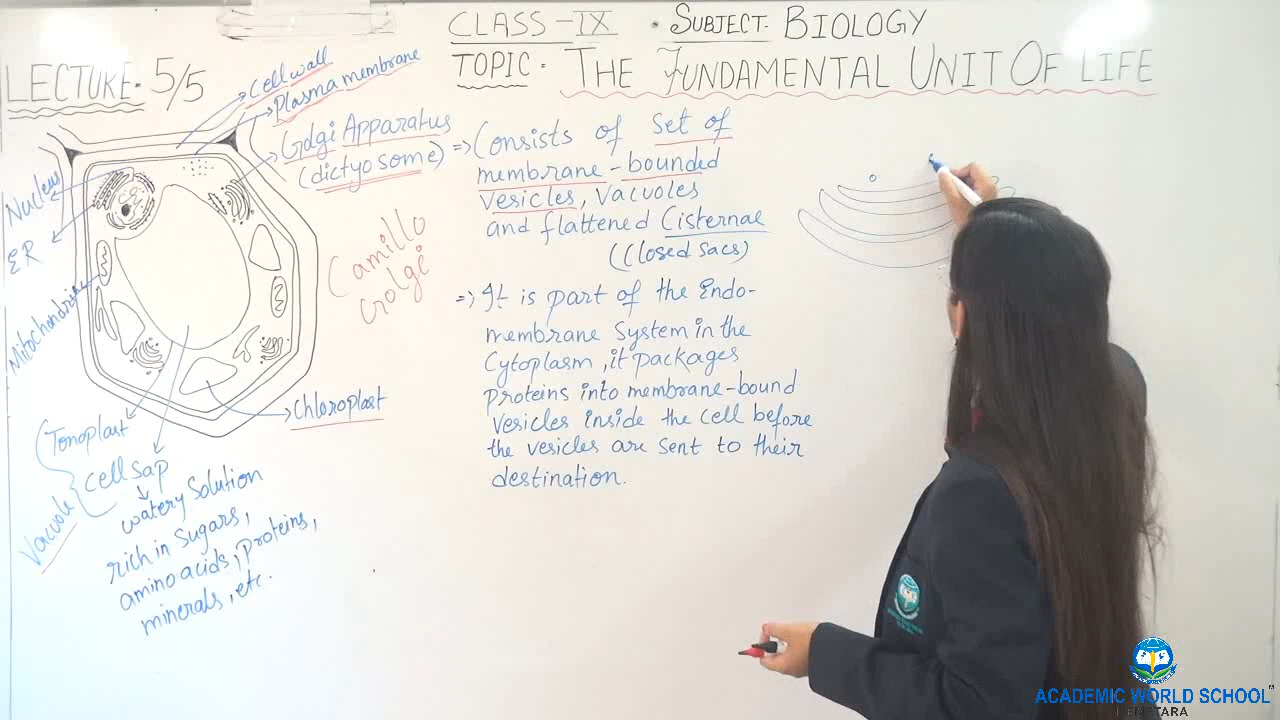 CLASS - IX • SUBJECT. BIOLOGY
TOPIC. THE FUNDAMENTAL UNIT OF LIFE
LECTURE. 5/5
Cell wall
Plasma membrane
Golgi Apparatus
(dictyosome)
Nucleus
ER
Mitochondria
Chloroplast
Tonoplast
Cell sap
Vacuole
watery solution
rich in sugars,
amino acids, proteins,
minerals, etc.
Camillo
Golgi
=> Consists of set of
membrane-bounded
vesicles, vacuoles
and flattened Cisternae
(Closed sacs)
=> It is part of the Endo-
membrane system in the
Cytoplasm, it packages
proteins into membrane-bound
vesicles inside the cell before
the vesicles are sent to their
destination.
ACADEMIC WORLD SCHOOL
BEMETARA